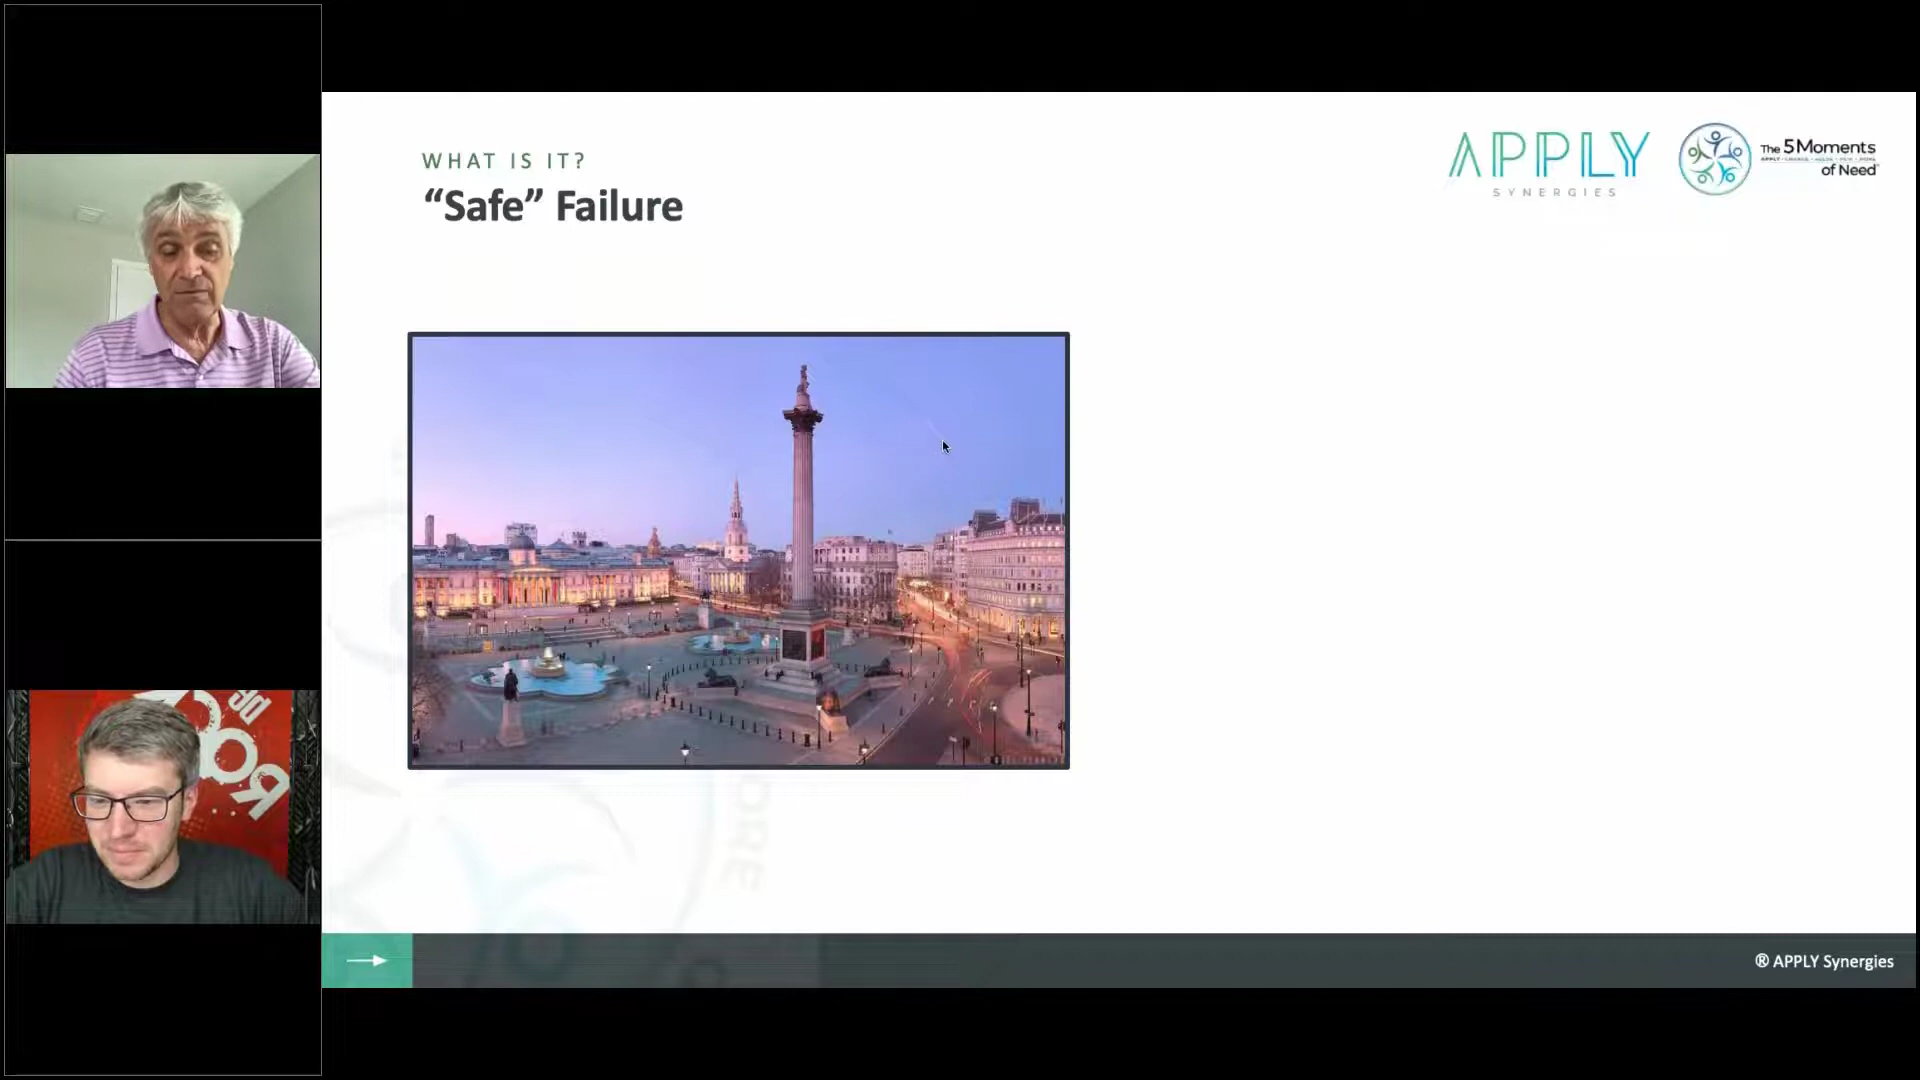 WHAT IS IT?
“Safe” Failure
APPLY
SYNERGIES
The 5 Moments
of Need
® APPLY Synergies